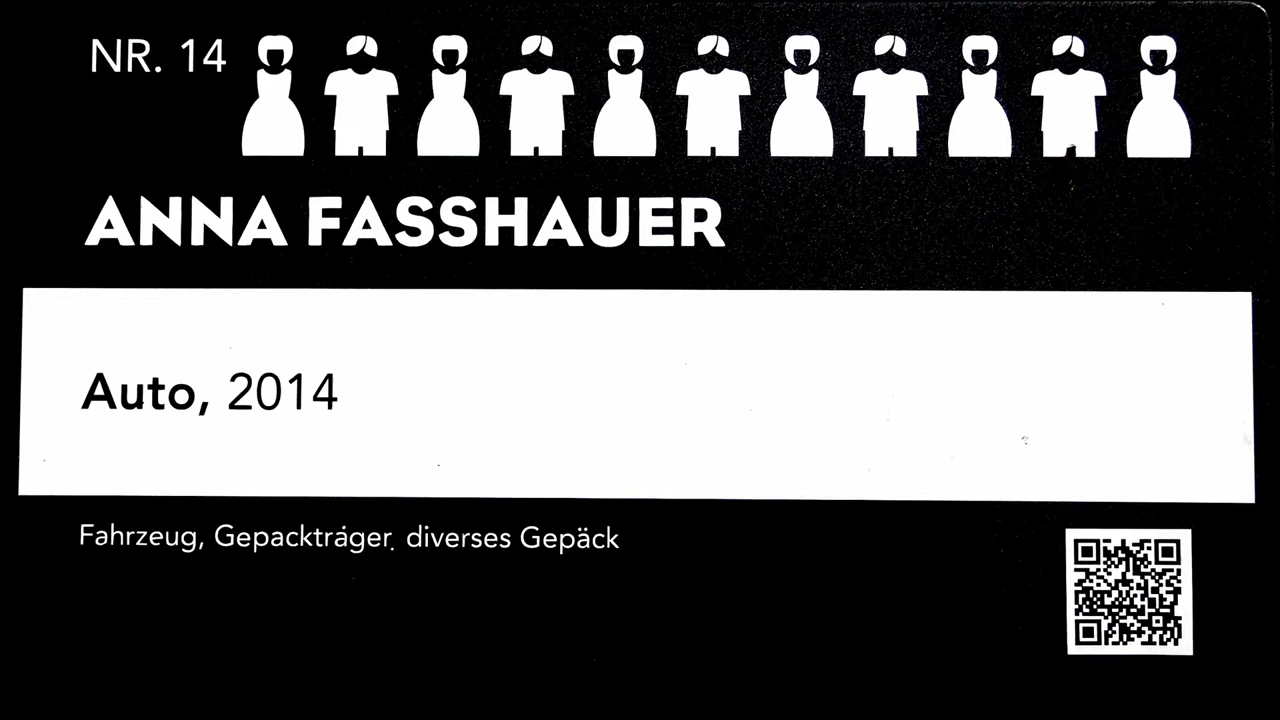 NR. 14
ANNA FASSHAUER
Auto, 2014
Fahrzeug, Gepackträger, diverses Gepäck